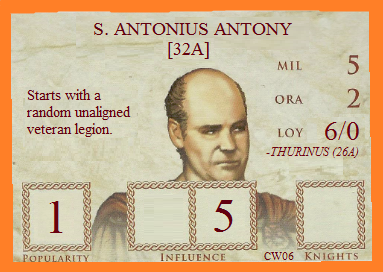 S. ANTONIUS ANTONY
[32A]
MIL 5
Starts with a
random unaligned
veteran legion.
ORA 2
LOY 6/0
-THURINUS (26A)
1
5
POPULARITY
INFLUENCE
CW06
KNIGHTS